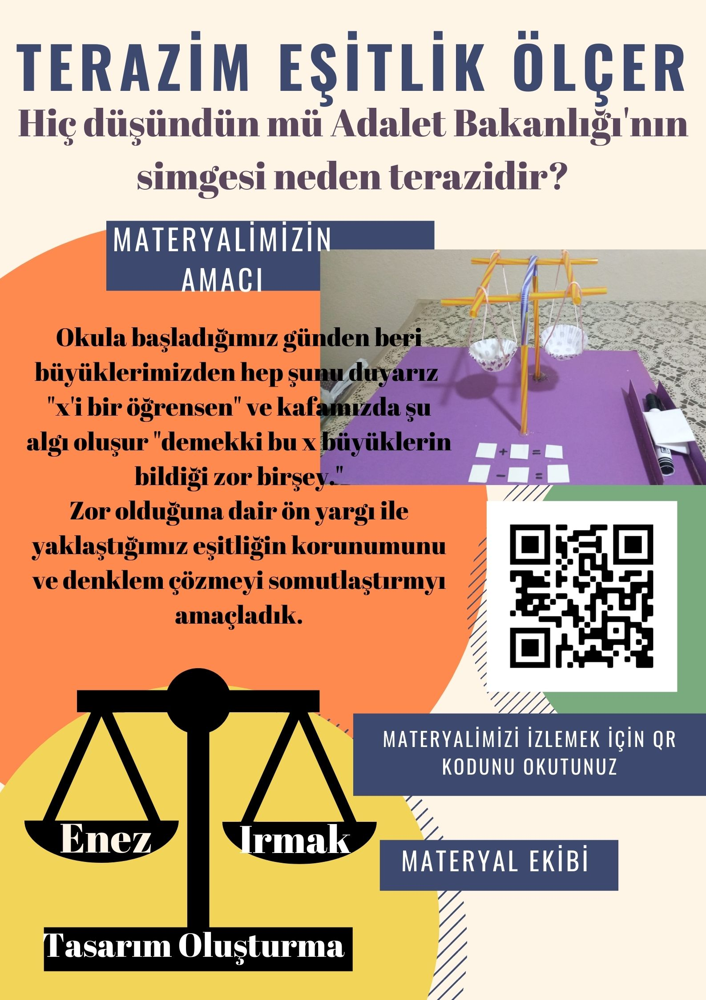 TERAZİM EŞİTLİK ÖLÇER
Hiç düşündün mü Adalet Bakanlığı'nın
simgesi neden terazidir?
MATERYALİMİZİN
AMACI
Okula başladığımız günden beri
büyüklerimizden hep şunu duyarız
"x'i bir öğrensen" ve kafamızda şu
algı oluşur "demekki bu x büyüklerin
bildiği zor birşey."
Zor olduğuna dair ön yargı ile
yaklaştığımız eşitliğin korunumunu
ve denklem çözmeyi somutlaştırmyı
amaçladık.
+ =
- =
MATERYALİMİZİ İZLEMEK İÇİN QR
KODUNU OKUTUNUZ
Enez
Irmak
MATERYAL EKİBİ
Tasarım Oluşturma